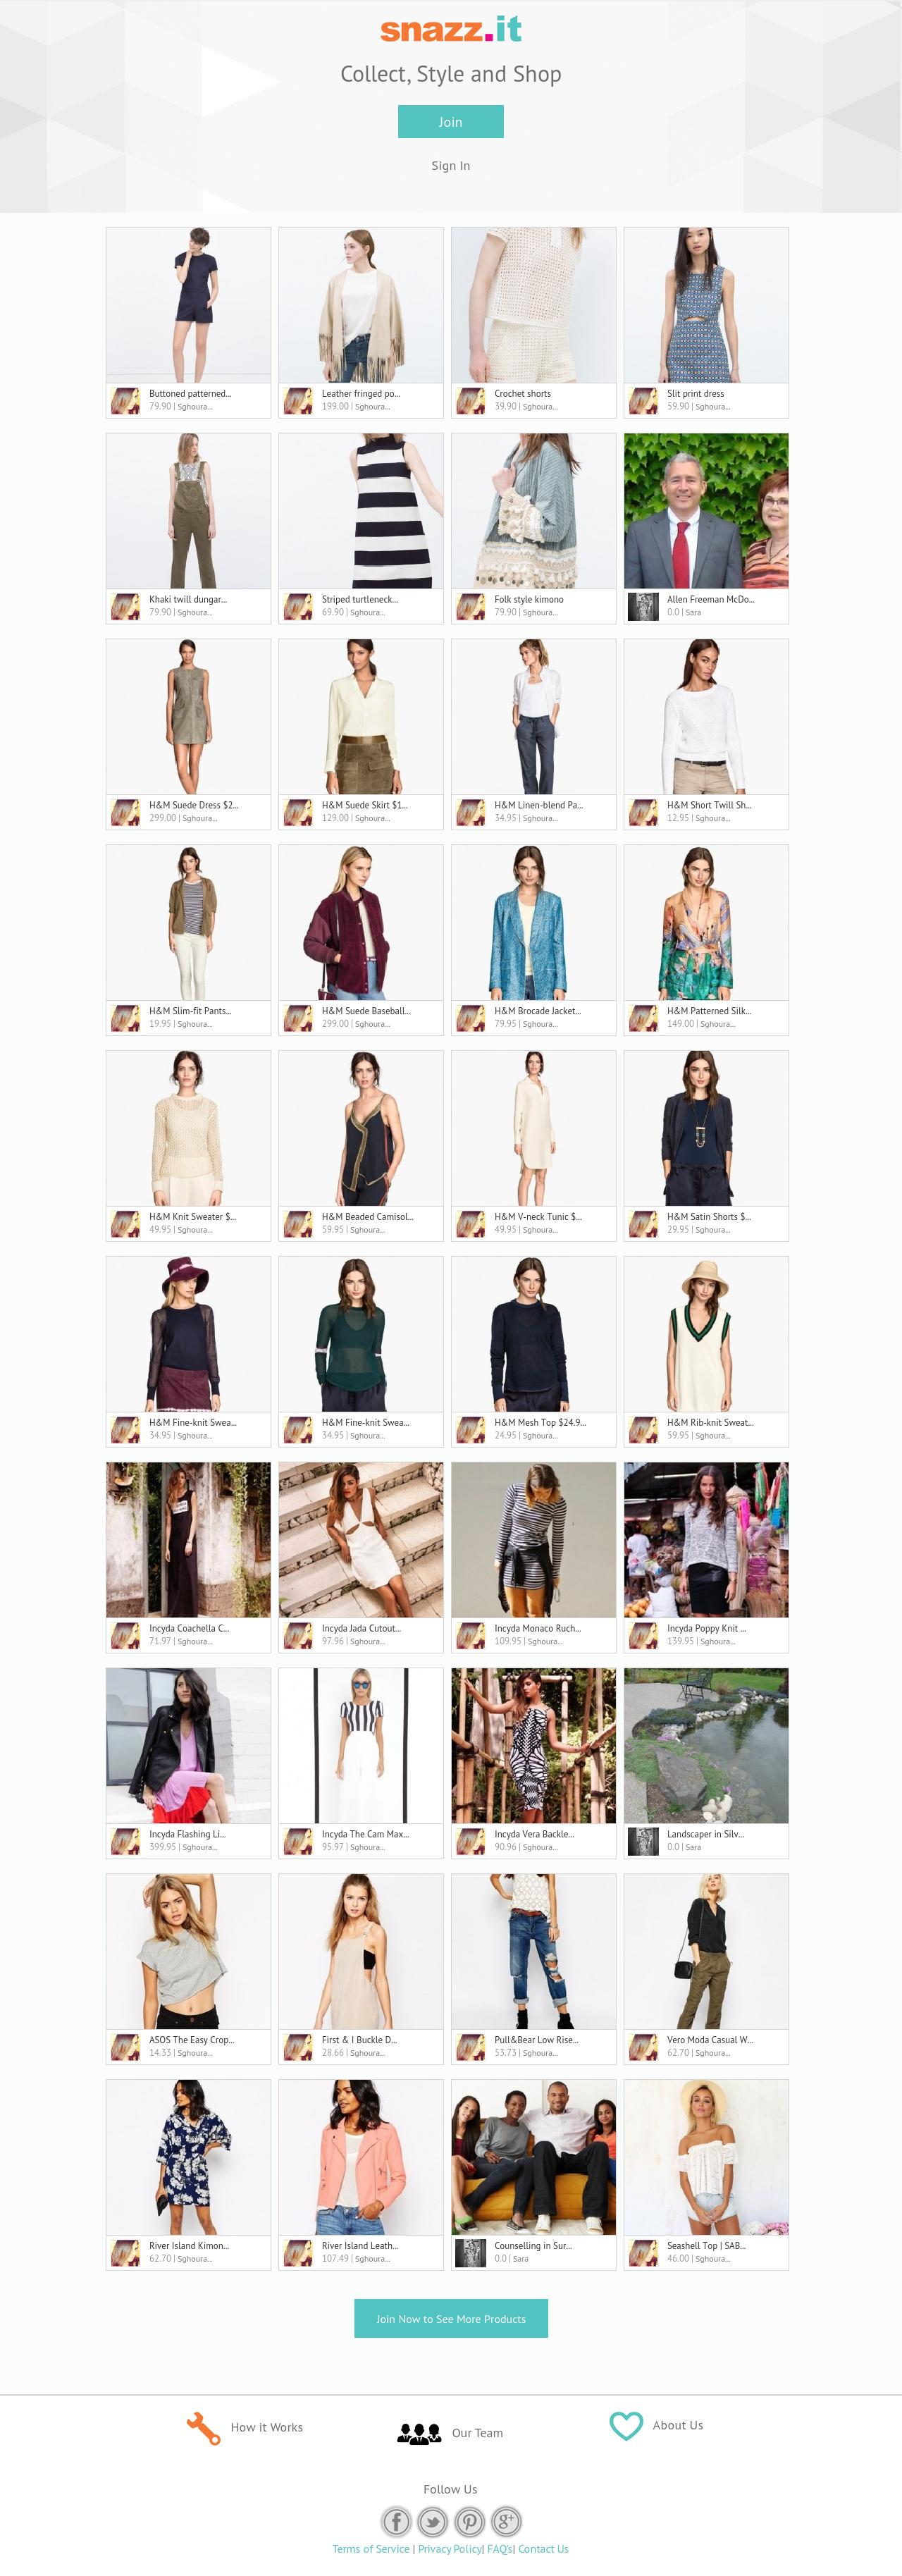 snazz.it
Collect, Style and Shop
Join
Sign In
Buttoned patterned...
79.90 | Sghoura...
Leather fringed po...
199.00 | Sghoura...
Crochet shorts
39.90 | Sghoura...
Slit print dress
59.90 | Sghoura...
Khaki twill dungar...
79.90 | Sghoura...
Striped turtleneck...
69.90 | Sghoura...
Folk style kimono
79.90 | Sghoura...
Allen Freeman McDo...
0.0 | Sara
H&M Suede Dress $2...
299.00 | Sghoura...
H&M Suede Skirt $1...
129.00 | Sghoura...
H&M Linen-blend Pa...
34.95 | Sghoura...
H&M Short Twill Sh...
12.95 | Sghoura...
H&M Slim-fit Pants...
19.95 | Sghoura...
H&M Suede Baseball...
299.00 | Sghoura...
H&M Brocade Jacket...
79.95 | Sghoura...
H&M Patterned Silk...
149.00 | Sghoura...
H&M Knit Sweater $...
49.95 | Sghoura...
H&M Beaded Camisol...
59.95 | Sghoura...
H&M V-neck Tunic $...
49.95 | Sghoura...
H&M Satin Shorts $...
29.95 | Sghoura...
H&M Fine-knit Swea...
34.95 | Sghoura...
H&M Fine-knit Swea...
34.95 | Sghoura...
H&M Mesh Top $24.9...
24.95 | Sghoura...
H&M Rib-knit Sweat...
59.95 | Sghoura...
Incyda Coachella C...
71.97 | Sghoura...
Incyda Jada Cutout...
97.96 | Sghoura...
Incyda Monaco Ruch...
109.95 | Sghoura...
Incyda Poppy Knit ...
139.95 | Sghoura...
Incyda Flashing Li...
399.95 | Sghoura...
Incyda The Cam Max...
95.97 | Sghoura...
Incyda Vera Backle...
90.96 | Sghoura...
Landscaper in Silv...
0.0 | Sara
ASOS The Easy Crop...
14.33 | Sghoura...
First & I Buckle D...
28.66 | Sghoura...
Pull&Bear Low Rise...
53.73 | Sghoura...
Vero Moda Casual W...
62.70 | Sghoura...
River Island Kimon...
62.70 | Sghoura...
River Island Leath...
107.49 | Sghoura...
Counselling in Sur...
0.0 | Sara
Seashell Top | SAB...
46.00 | Sghoura...
Join Now to See More Products
How it Works
Our Team
About Us
Follow Us
Terms of Service | Privacy Policy| FAQ's| Contact Us